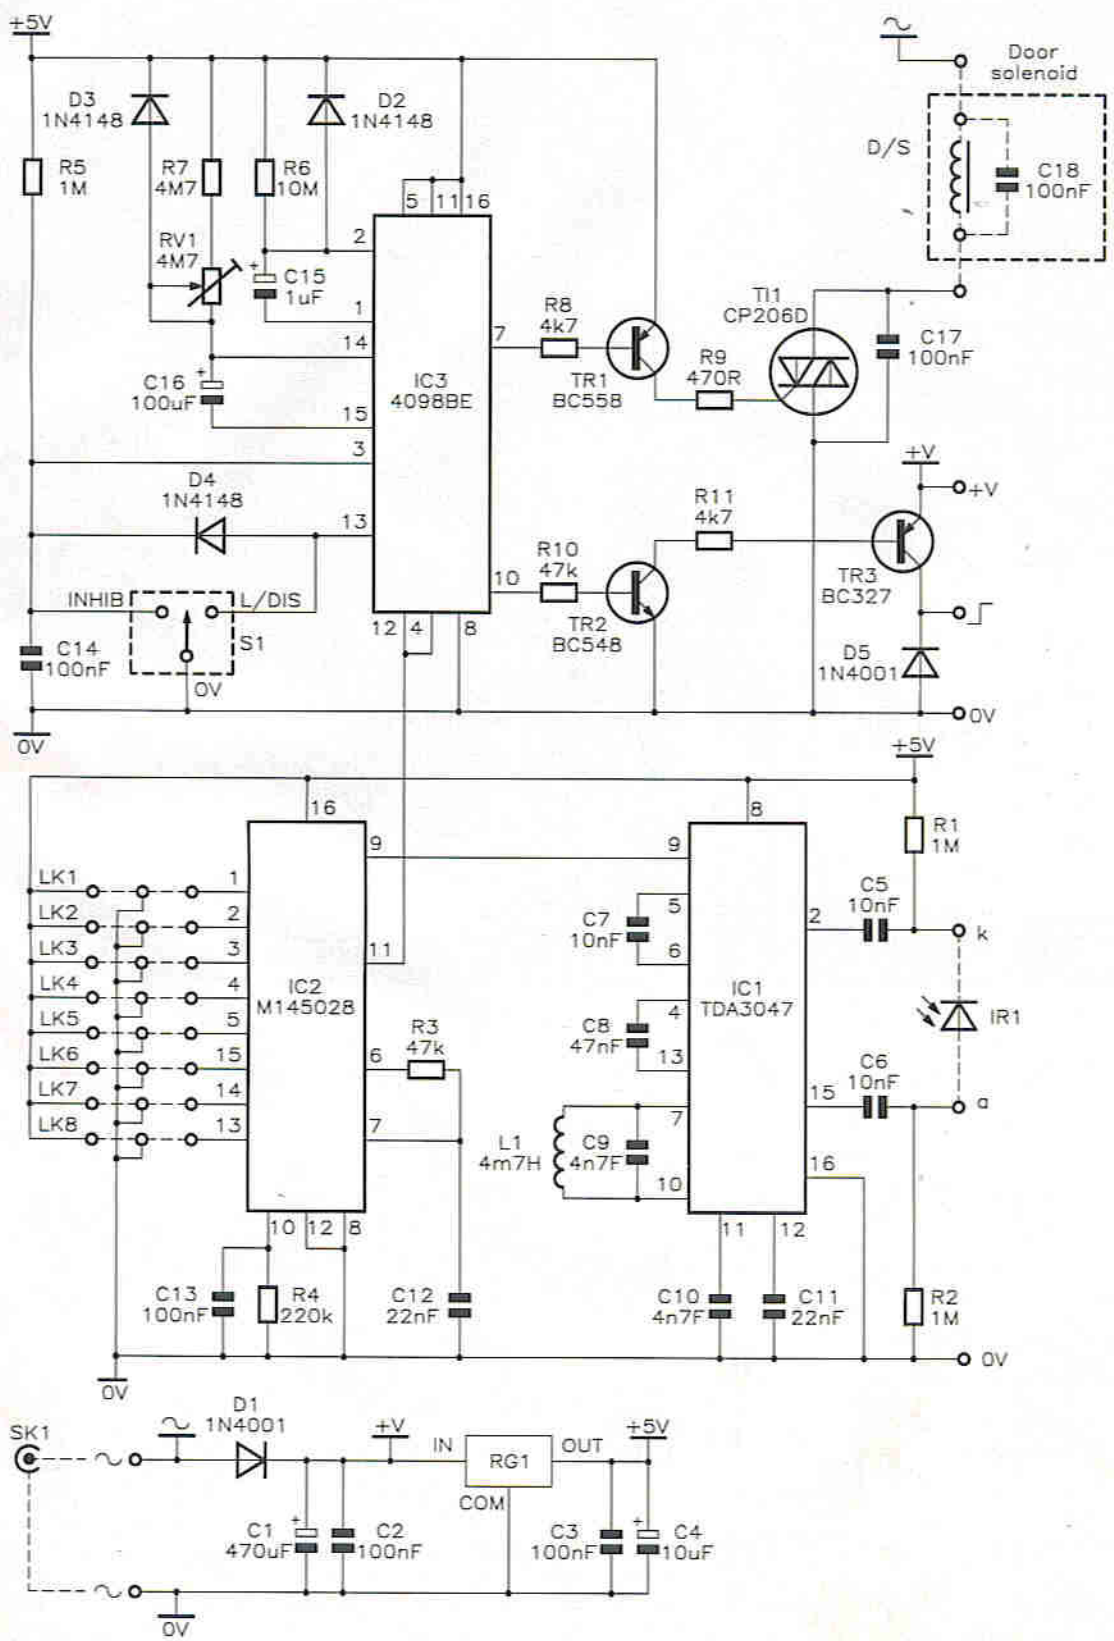 +5V
Door
solenoid
D/S
C18
100nF
D3
1N4148
D2
1N4148
R5
1M
R7
4M7
R6
10M
5 11 16
RV1
4M7
C15
1uF
2
1
14
15
3
13
C16
100uF
IC3
4098BE
7
10
R8
4k7
TR1
BC558
R9
470R
TI1
CP206D
C17
100nF
D4
1N4148
R11
4k7
+V
+V
R10
47k
TR2
BC548
TR3
BC327
INHIB
L/DIS
S1
0V
12 4 8
C14
100nF
D5
1N4001
0V
0V
+5V
16
8
R1
1M
LK1
LK2
LK3
LK4
LK5
LK6
LK7
LK8
1
2
3
4
5
15
14
13
9
11
6
7
IC2
M145028
R3
47k
9
5
6
4
13
7
10
C7
10nF
C8
47nF
L1
4m7H
C9
4n7F
IC1
TDA3047
2
15
16
C5
10nF
k
IR1
C6
10nF
a
10 12 8
11 12
C13
100nF
R4
220k
C12
22nF
C10
4n7F
C11
22nF
R2
1M
0V
0V
SK1
D1
1N4001
+V
IN
RG1
OUT
COM
+5V
C1
470uF
C2
100nF
C3
100nF
C4
10uF
0V